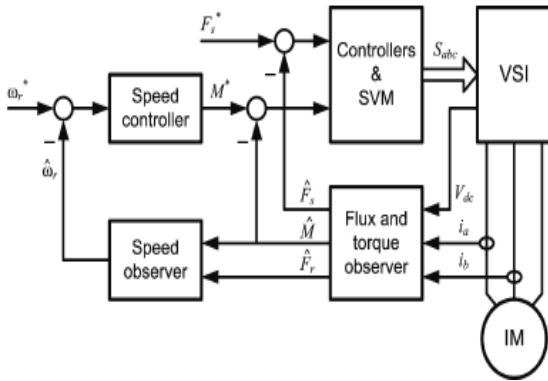 F_s^*
Controllers
&
SVM
S_abc
VSI
ω_r^*
Speed
controller
M^*
−
−
−
ω̂_r
F̂_s
V_dc
Speed
observer
M̂
F̂_r
Flux and
torque
observer
i_a
i_b
IM